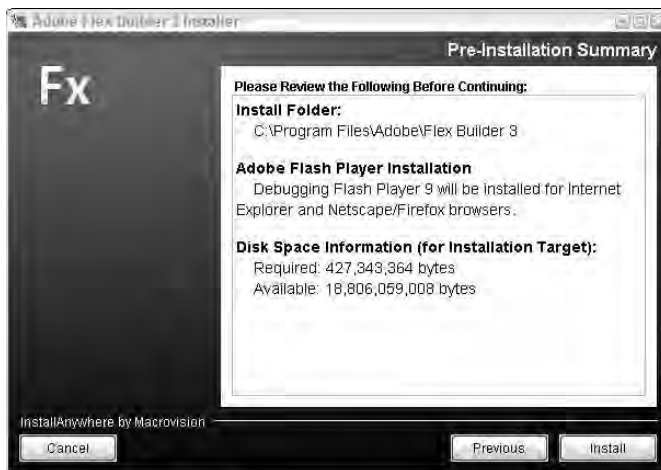 Adobe Flex Builder 3 Installer
Pre-Installation Summary
Fx
Please Review the Following Before Continuing:
Install Folder:
C:\Program Files\Adobe\Flex Builder 3
Adobe Flash Player Installation
Debugging Flash Player 9 will be installed for Internet
Explorer and Netscape/Firefox browsers.
Disk Space Information (for Installation Target):
Required: 427,343,364 bytes
Available: 18,806,059,008 bytes
InstallAnywhere by Macrovision
Cancel
Previous
Install